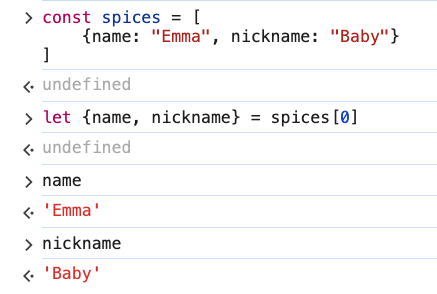 > const spices = [
{name: "Emma", nickname: "Baby"}
]
undefined
> let {name, nickname} = spices[0]
undefined
> name
'Emma'
> nickname
'Baby'